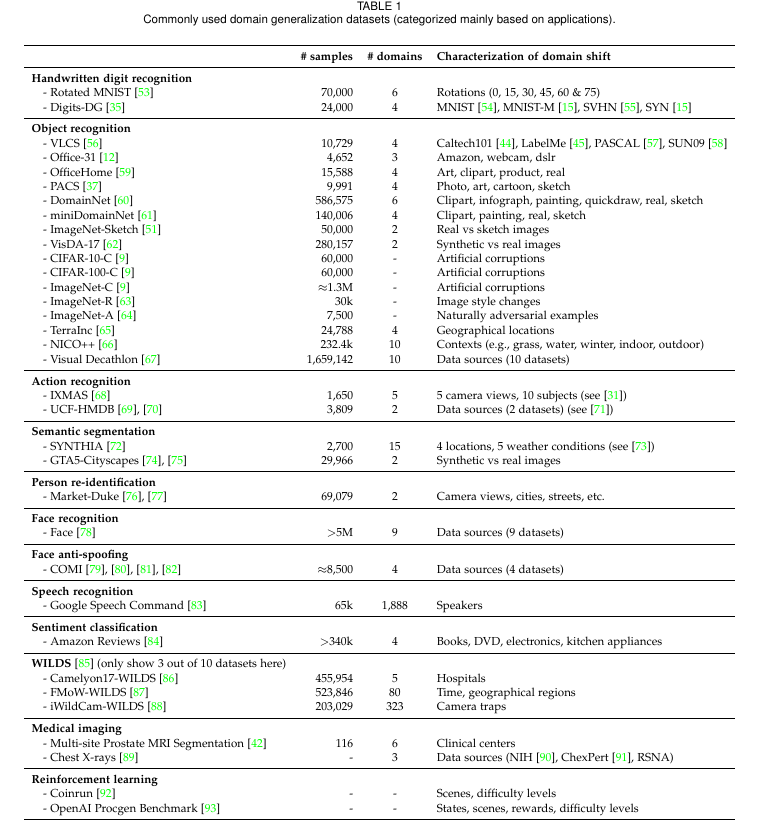 TABLE 1
Commonly used domain generalization datasets (categorized mainly based on applications).
# samples # domains Characterization of domain shift
Handwritten digit recognition
- Rotated MNIST [53] 70,000 6 Rotations (0, 15, 30, 45, 60 & 75)
- Digits-DG [35] 24,000 4 MNIST [54], MNIST-M [15], SVHN [55], SYN [15]
Object recognition
- VLCS [56] 10,729 4 Caltech101 [44], LabelMe [45], PASCAL [57], SUN09 [58]
- Office-31 [12] 4,652 3 Amazon, webcam, dslr
- OfficeHome [59] 15,588 4 Art, clipart, product, real
- PACS [37] 9,991 4 Photo, art, cartoon, sketch
- DomainNet [60] 586,575 6 Clipart, infograph, painting, quickdraw, real, sketch
- miniDomainNet [61] 140,006 4 Clipart, painting, real, sketch
- ImageNet-Sketch [51] 50,000 2 Real vs sketch images
- VisDA-17 [62] 280,157 2 Synthetic vs real images
- CIFAR-10-C [9] 60,000 - Artificial corruptions
- CIFAR-100-C [9] 60,000 - Artificial corruptions
- ImageNet-C [9] ≈1.3M - Artificial corruptions
- ImageNet-R [63] 30k - Image style changes
- ImageNet-A [64] 7,500 - Naturally adversarial examples
- TerraInc [65] 24,788 4 Geographical locations
- NICO++ [66] 232.4k 10 Contexts (e.g., grass, water, winter, indoor, outdoor)
- Visual Decathlon [67] 1,659,142 10 Data sources (10 datasets)
Action recognition
- IXMAS [68] 1,650 5 5 camera views, 10 subjects (see [31])
- UCF-HMDB [69], [70] 3,809 2 Data sources (2 datasets) (see [71])
Semantic segmentation
- SYNTHIA [72] 2,700 15 4 locations, 5 weather conditions (see [73])
- GTA5-Cityscapes [74], [75] 29,966 2 Synthetic vs real images
Person re-identification
- Market-Duke [76], [77] 69,079 2 Camera views, cities, streets, etc.
Face recognition
- Face [78] >5M 9 Data sources (9 datasets)
Face anti-spoofing
- COMI [79], [80], [81], [82] ≈8,500 4 Data sources (4 datasets)
Speech recognition
- Google Speech Command [83] 65k 1,888 Speakers
Sentiment classification
- Amazon Reviews [84] >340k 4 Books, DVD, electronics, kitchen appliances
WILDS [85] (only show 3 out of 10 datasets here)
- Camelyon17-WILDS [86] 455,954 5 Hospitals
- FMoW-WILDS [87] 523,846 80 Time, geographical regions
- iWildCam-WILDS [88] 203,029 323 Camera traps
Medical imaging
- Multi-site Prostate MRI Segmentation [42] 116 6 Clinical centers
- Chest X-rays [89] - 3 Data sources (NIH [90], ChexPert [91], RSNA)
Reinforcement learning
- Coinrun [92] - - Scenes, difficulty levels
- OpenAI Procgen Benchmark [93] - - States, scenes, rewards, difficulty levels